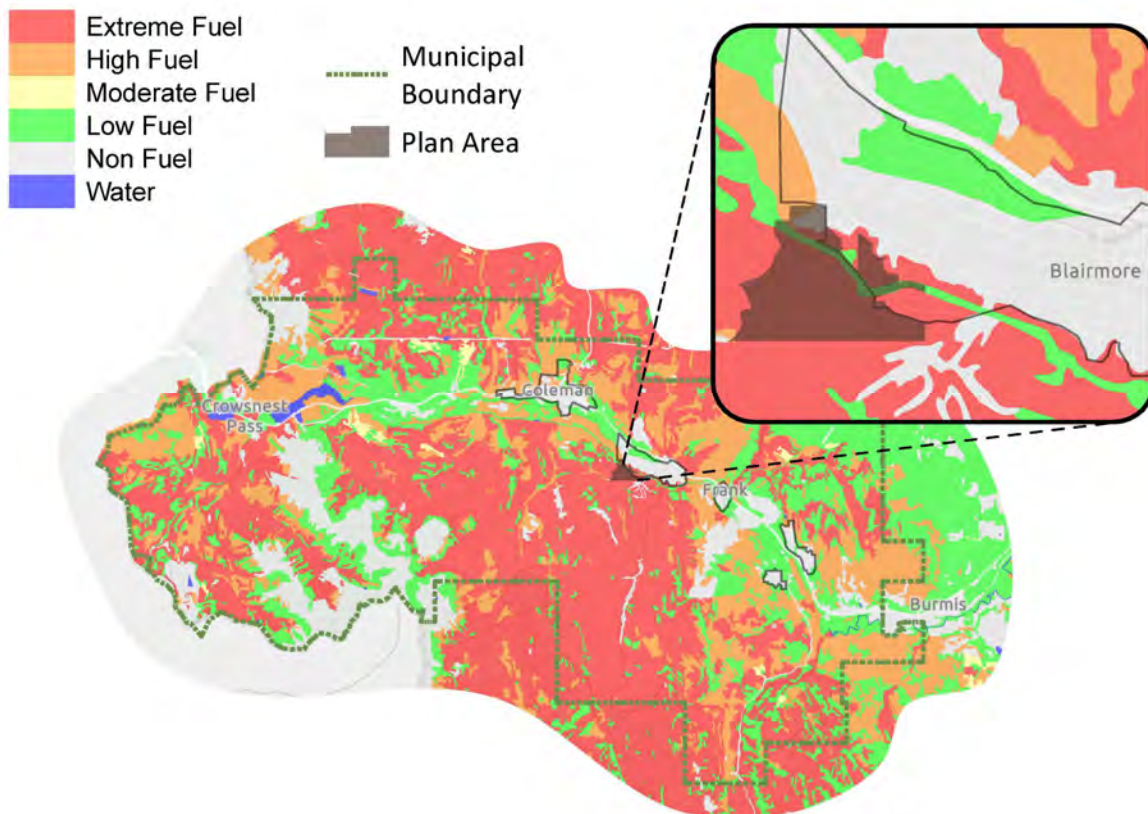 Extreme Fuel
High Fuel
Moderate Fuel
Low Fuel
Non Fuel
Water
Municipal
Boundary
Plan Area
Blairmore
Coleman
Crowsnest
Pass
Frank
Burmis